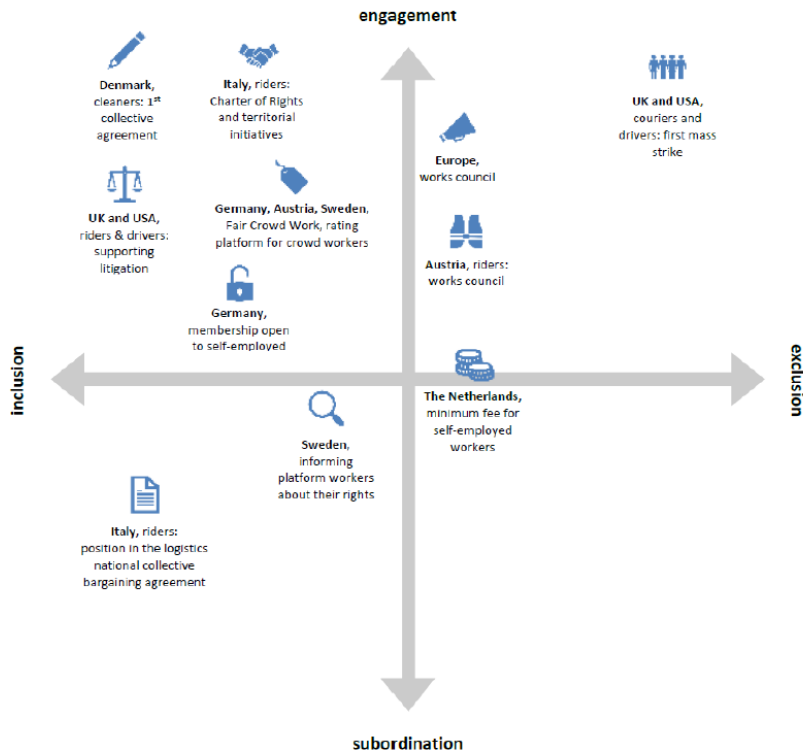 engagement
Denmark,
cleaners: 1st
collective
agreement
Italy, riders:
Charter of Rights
and territorial
initiatives
UK and USA,
couriers and
drivers: first mass
strike
Europe,
works council
UK and USA,
riders & drivers:
supporting
litigation
Germany, Austria, Sweden,
Fair Crowd Work, rating
platform for crowd workers
Austria, riders:
works council
Germany,
membership open
to self-employed
inclusion
exclusion
The Netherlands,
minimum fee for
self-employed
workers
Sweden,
informing
platform workers
about their rights
Italy, riders:
position in the logistics
national collective
bargaining agreement
subordination